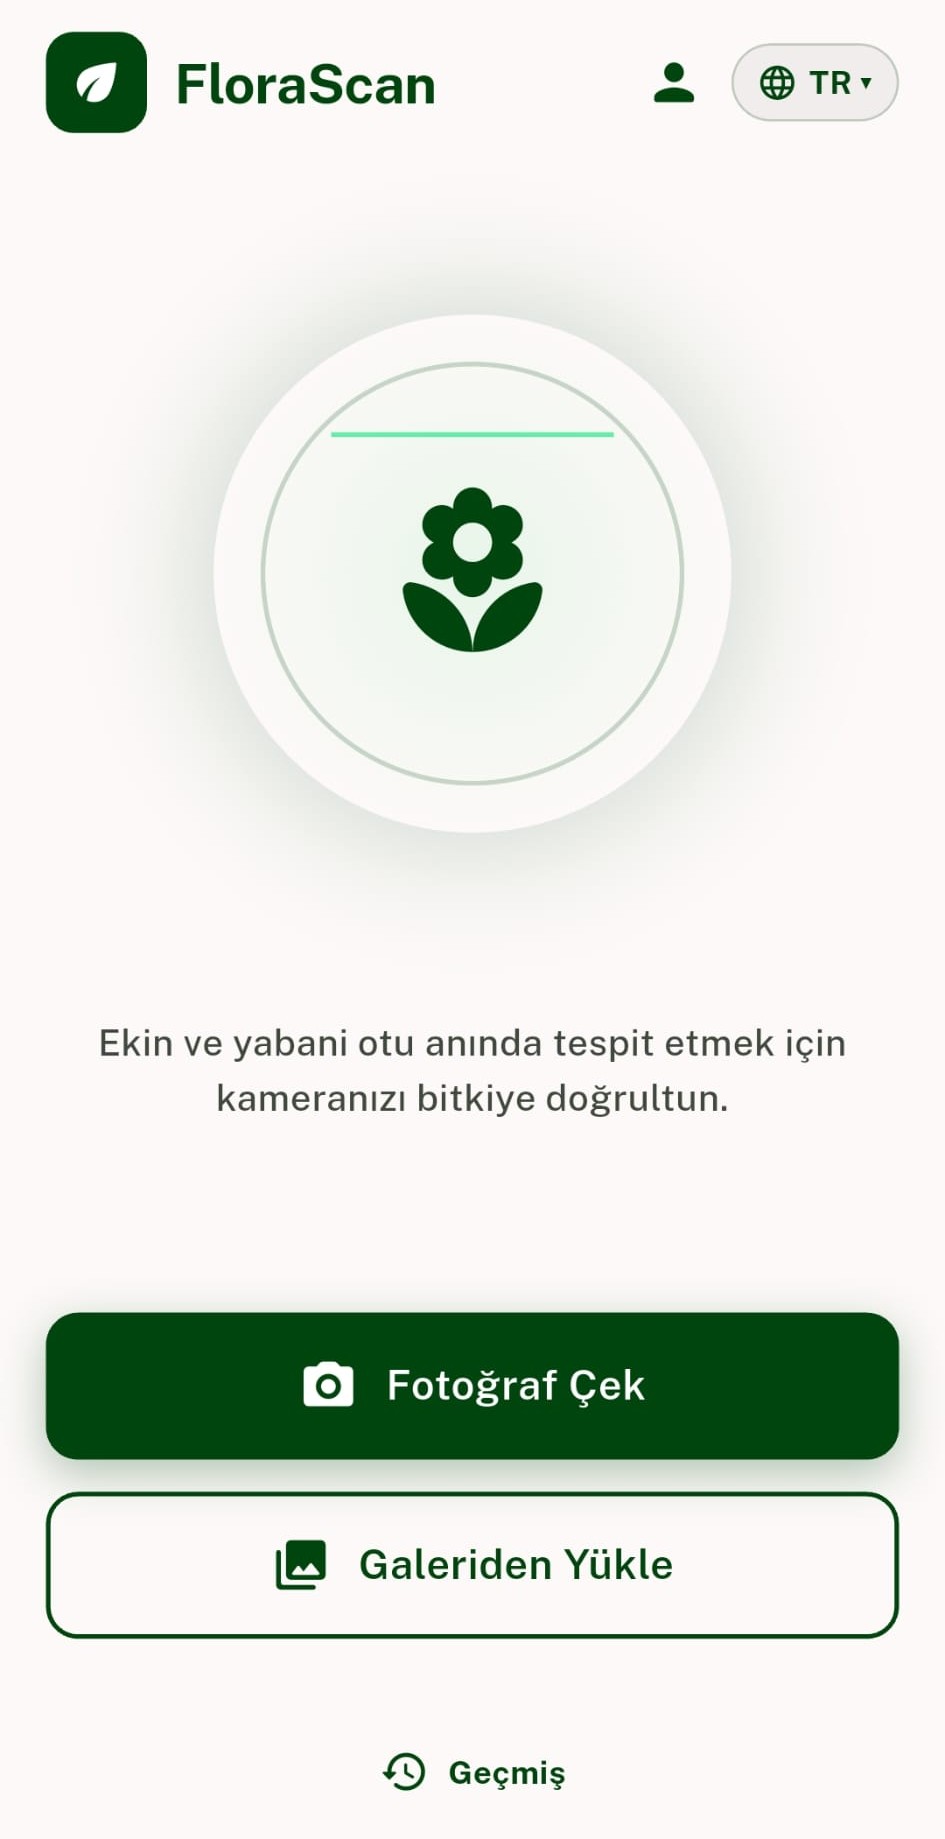 FloraScan
TR
Ekin ve yabani otu anında tespit etmek için
kameranızı bitkiye doğrultun.
Fotoğraf Çek
Galeriden Yükle
Geçmiş